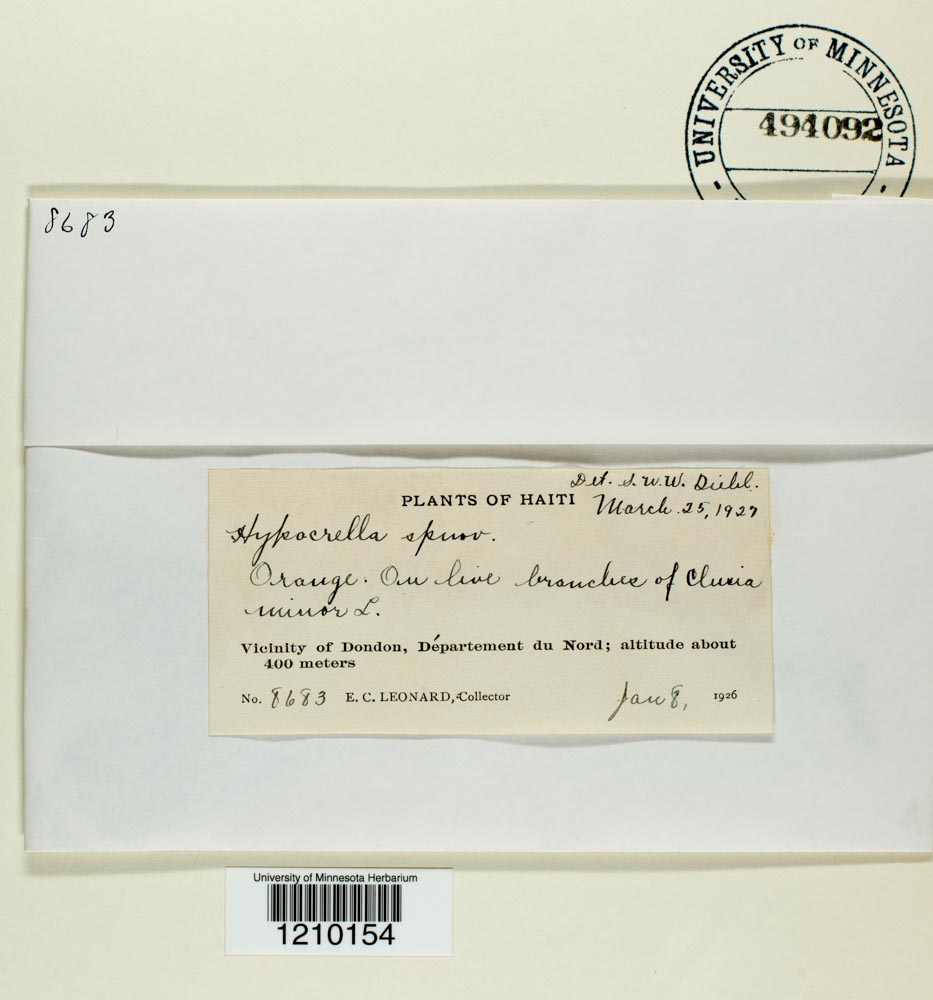 UNIVERSITY OF MINNESOTA
494092
8683
Det. S. W. W. Diehl.
PLANTS OF HAITI March 25, 1927
Hypocrella
Orange. On live branches of Clusia
minor L.
Vicinity of Dondon, Département du Nord; altitude about
400 meters
No. 8683 E. C. LEONARD, Collector Jan 8, 1926
University of Minnesota Herbarium
1210154